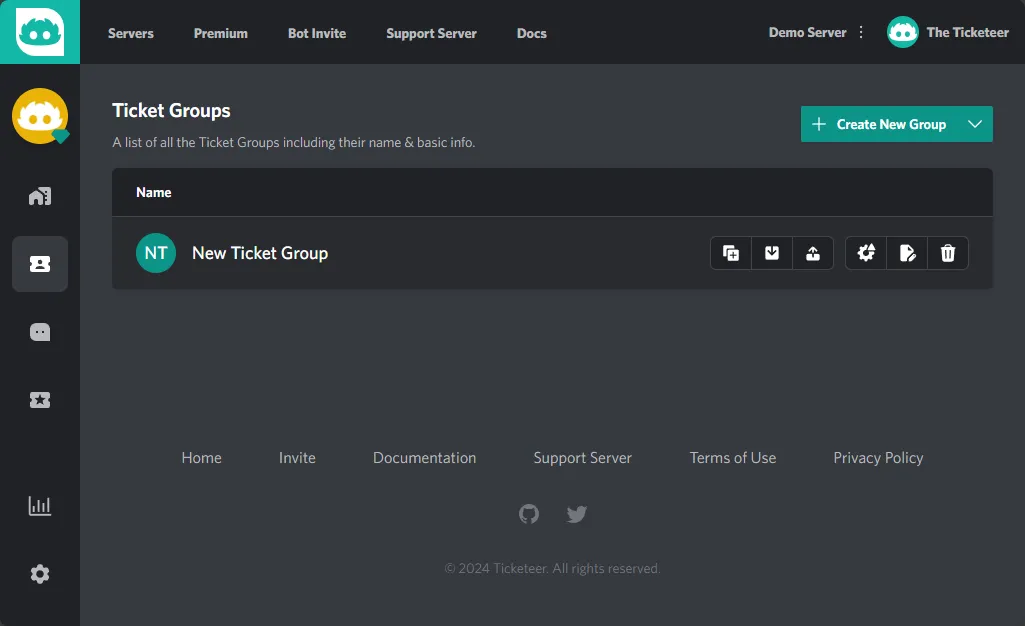 Servers Premium Bot Invite Support Server Docs Demo Server The Ticketeer
Ticket Groups
A list of all the Ticket Groups including their name & basic info.
Create New Group
Name
NT New Ticket Group
Home Invite Documentation Support Server Terms of Use Privacy Policy
© 2024 Ticketeer. All rights reserved.